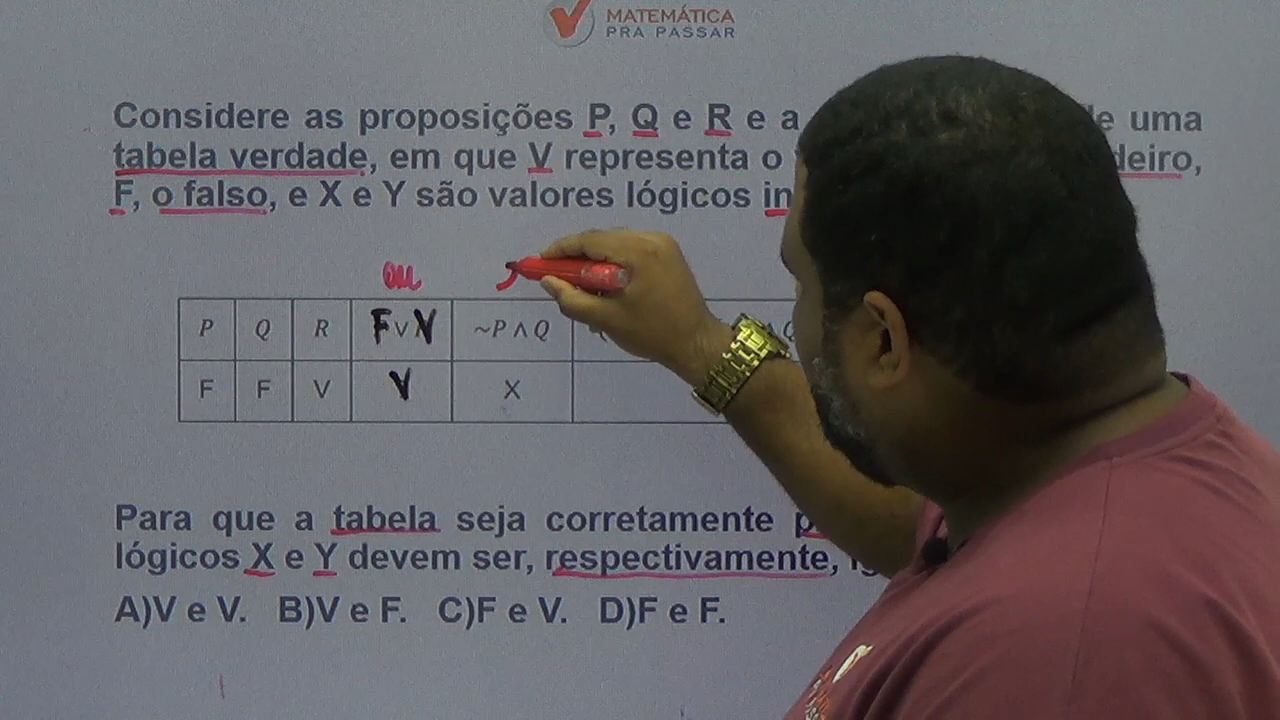 MATEMÁTICA
PRA PASSAR
Considere as proposições P, Q e R e a e uma
tabela verdade, em que V representa o deiro,
F, o falso, e X e Y são valores lógicos in
ou
P Q R F ∨ V ~P ∧ Q
F F V V X
Para que a tabela seja corretamente p
lógicos X e Y devem ser, respectivamente,
A)V e V. B)V e F. C)F e V. D)F e F.